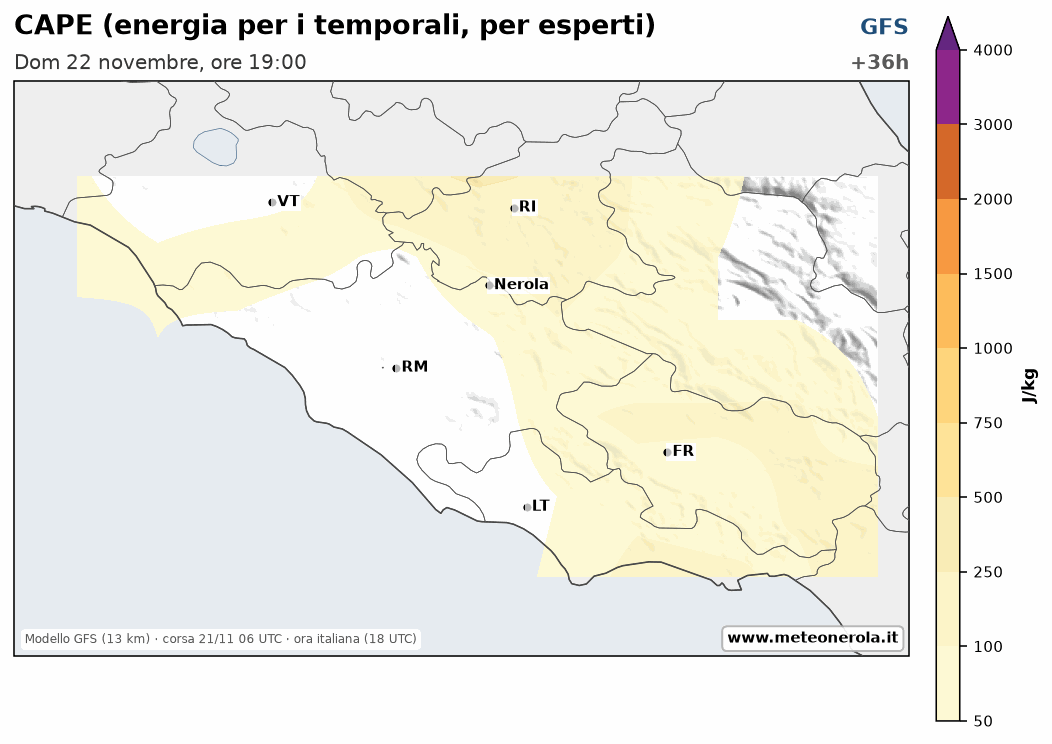 CAPE (energia per i temporali, per esperti)
GFS
Dom 22 novembre, ore 19:00
+36h
4000
3000
2000
1500
1000
750
500
250
100
50
J/kg
VT
RI
Nerola
RM
FR
LT
Modello GFS (13 km) · corsa 21/11 06 UTC · ora italiana (18 UTC)
www.meteonerola.it